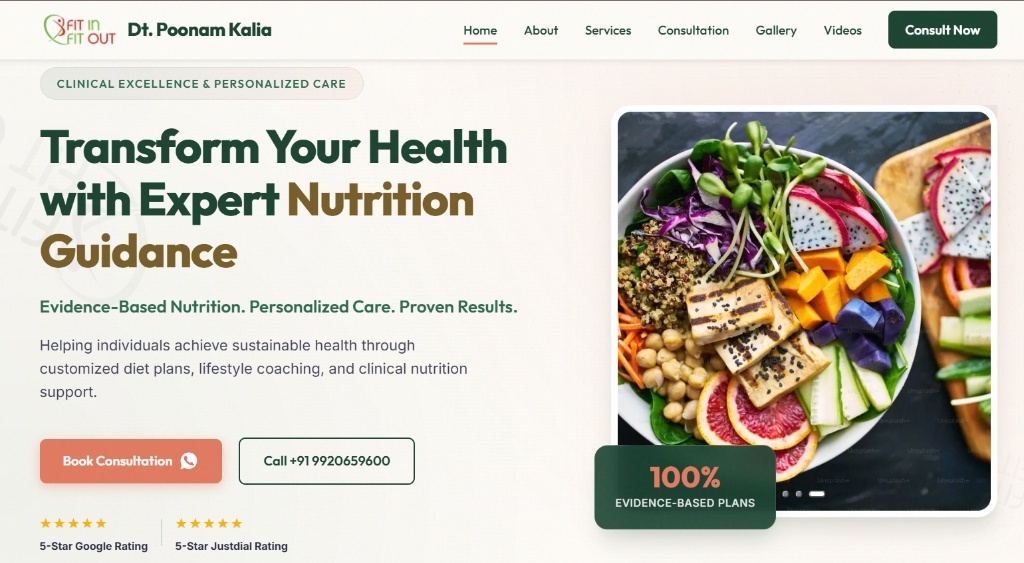 FIT IN
FIT OUT
Dt. Poonam Kalia
Home
About
Services
Consultation
Gallery
Videos
Consult Now
CLINICAL EXCELLENCE & PERSONALIZED CARE
Transform Your Health
with Expert Nutrition
Guidance
Evidence-Based Nutrition. Personalized Care. Proven Results.
Helping individuals achieve sustainable health through
customized diet plans, lifestyle coaching, and clinical nutrition
support.
Book Consultation
Call +91 9920659600
5-Star Google Rating
5-Star Justdial Rating
100%
EVIDENCE-BASED PLANS